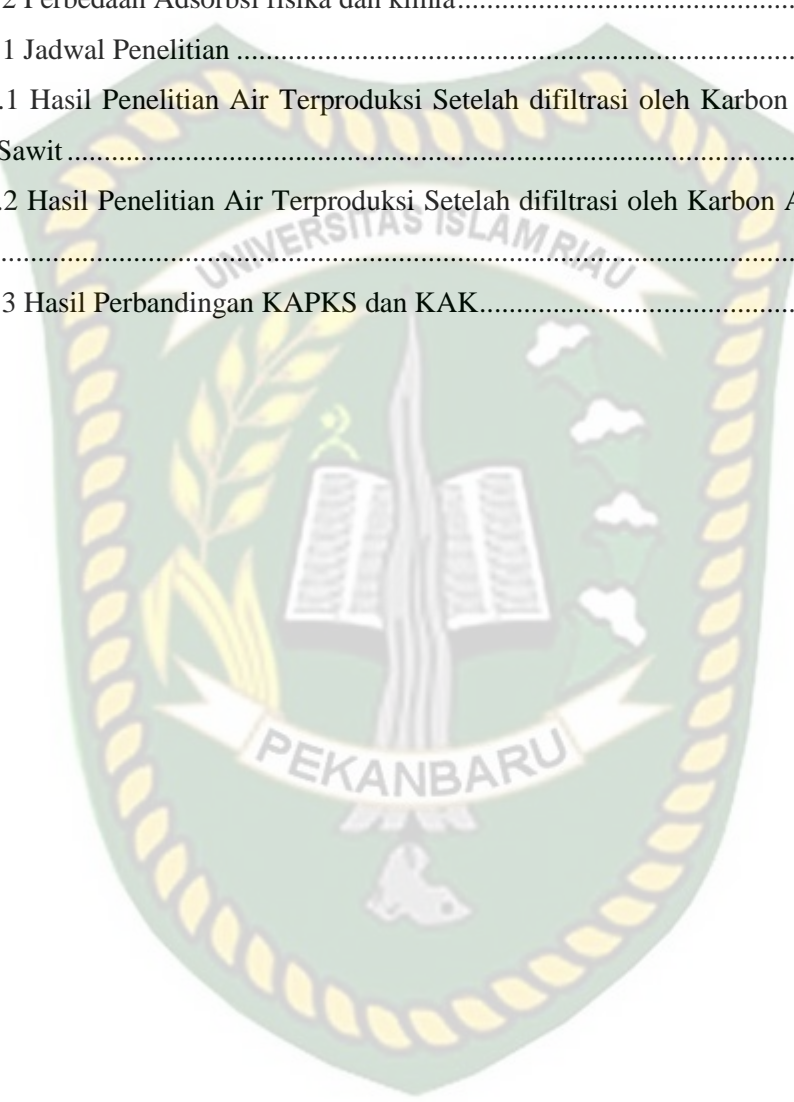 2 Perbedaan Adsorbsi fisika dan kimia
1 Jadwal Penelitian
.1 Hasil Penelitian Air Terproduksi Setelah difiltrasi oleh Karbon
Sawit
.2 Hasil Penelitian Air Terproduksi Setelah difiltrasi oleh Karbon A
UNIVERSITAS ISLAM RIAU
3 Hasil Perbandingan KAPKS dan KAK
PEKANBARU